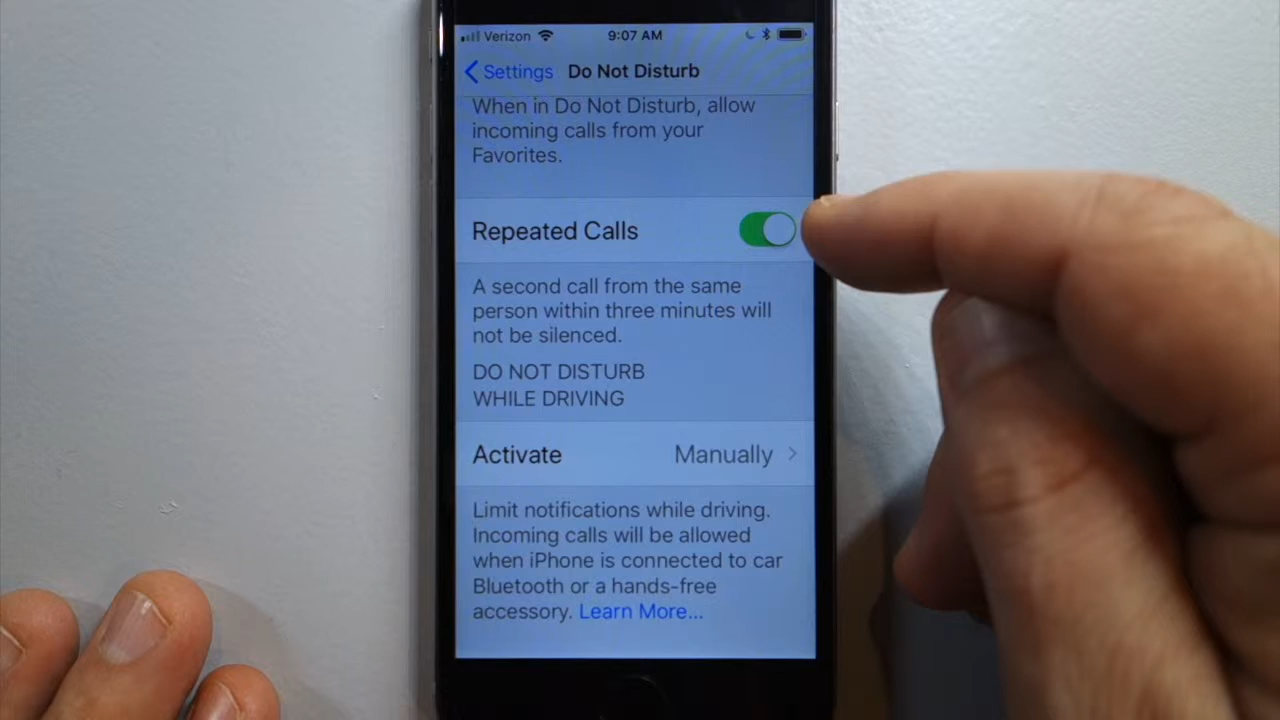 Verizon 9:07 AM
Settings Do Not Disturb
When in Do Not Disturb, allow
incoming calls from your
Favorites.
Repeated Calls
A second call from the same
person within three minutes will
not be silenced.
DO NOT DISTURB
WHILE DRIVING
Activate Manually
Limit notifications while driving.
Incoming calls will be allowed
when iPhone is connected to car
Bluetooth or a hands-free
accessory. Learn More...